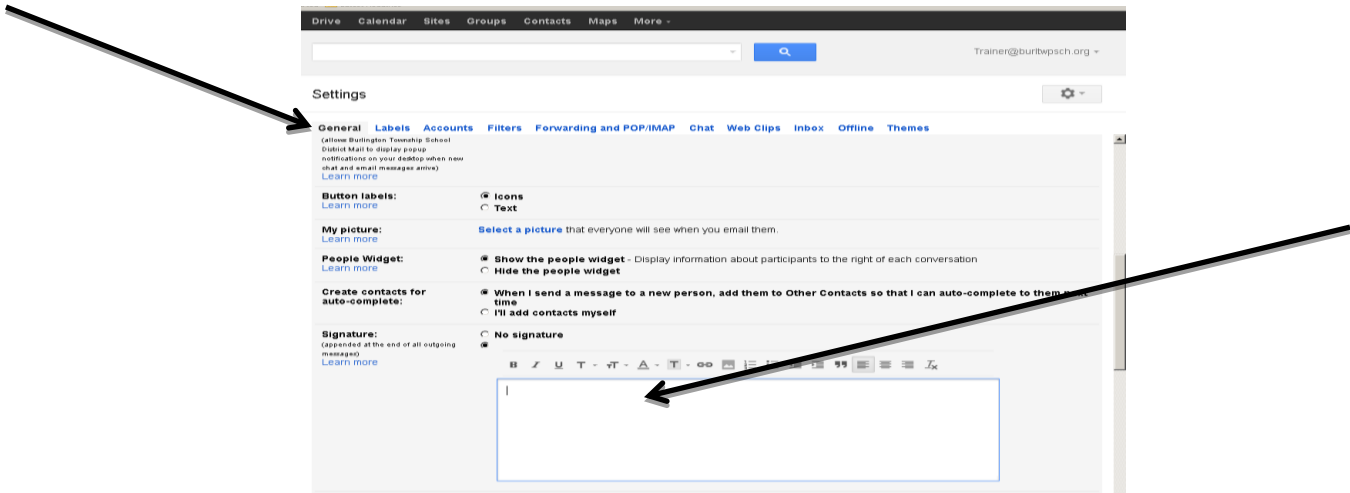 Drive Calendar Sites Groups Contacts Maps More
Trainer@burltwpsch.org
Settings
General Labels Accounts Filters Forwarding and POP/IMAP Chat Web Clips Inbox Offline Themes
(allows Burlington Township School
District Mail to display popup
notifications on your desktop when new
chat and email messages arrive)
Learn more
Button labels:
Learn more
Icons
Text
My picture:
Learn more
Select a picture that everyone will see when you email them.
People Widget:
Learn more
Show the people widget - Display information about participants to the right of each conversation
Hide the people widget
Create contacts for
auto-complete:
When I send a message to a new person, add them to Other Contacts so that I can auto-complete to them next
time
I'll add contacts myself
Signature:
(appended at the end of all outgoing
messages)
Learn more
No signature
B I U T T A T